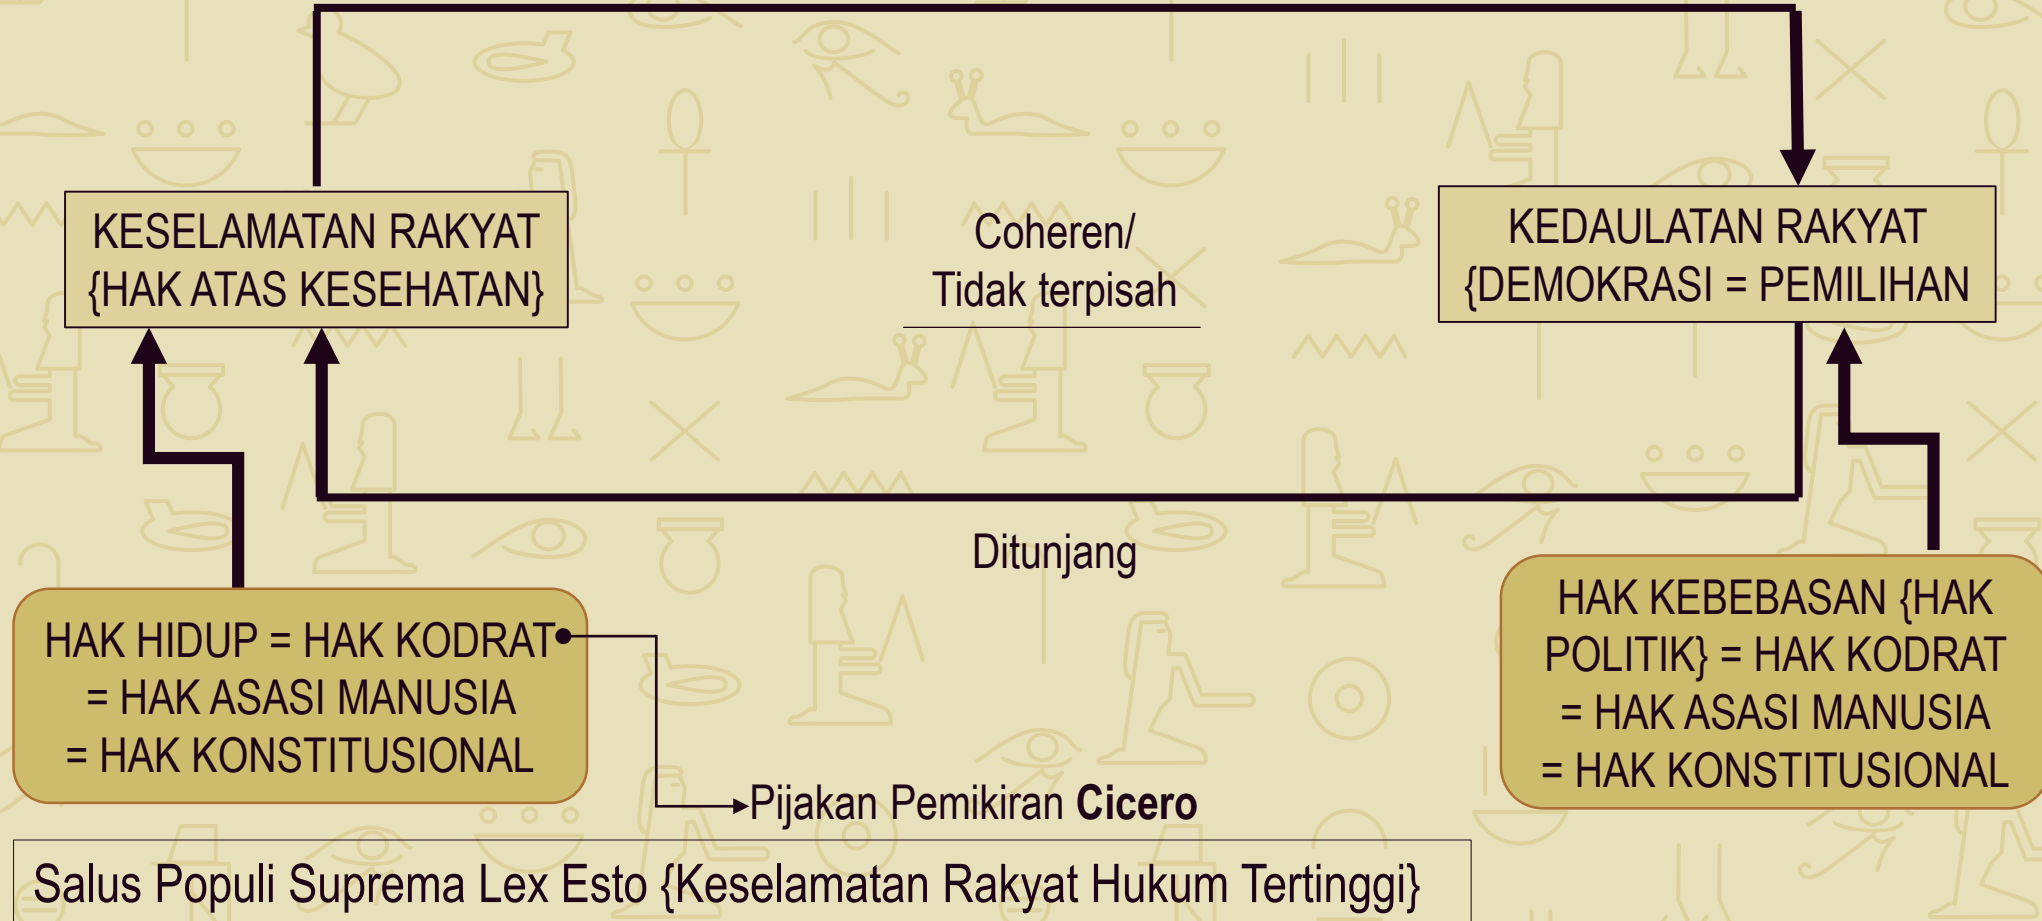 KESELAMATAN RAKYAT
{HAK ATAS KESEHATAN}
Coheren/
Tidak terpisah
KEDAULATAN RAKYAT
{DEMOKRASI = PEMILIHAN
Ditunjang
HAK HIDUP = HAK KODRAT
= HAK ASASI MANUSIA
= HAK KONSTITUSIONAL
HAK KEBEBASAN {HAK
POLITIK} = HAK KODRAT
= HAK ASASI MANUSIA
= HAK KONSTITUSIONAL
Pijakan Pemikiran Cicero
Salus Populi Suprema Lex Esto {Keselamatan Rakyat Hukum Tertinggi}